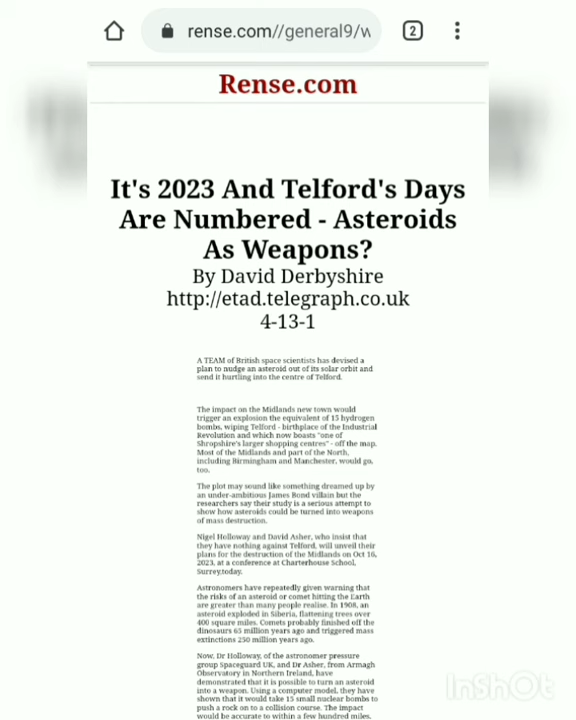 rense.com//general9/w
2
Rense.com
It's 2023 And Telford's Days
Are Numbered - Asteroids
As Weapons?
By David Derbyshire
http://etad.telegraph.co.uk
4-13-1
A TEAM of British space scientists has devised a
plan to nudge an asteroid out of its solar orbit and
send it hurtling into the centre of Telford.
The impact on the Midlands new town would
trigger an explosion the equivalent of 15 hydrogen
bombs, wiping Telford - birthplace of the Industrial
Revolution and which now boasts "one of
Shropshire's larger shopping centres" - off the map.
Most of the Midlands and part of the North,
including Birmingham and Manchester, would go,
too.
The plot may sound like something dreamed up by
an under-ambitious James Bond villain but the
researchers say their study is a serious attempt to
show how asteroids could be turned into weapons
of mass destruction.
Nigel Holloway and David Asher, who insist that
they have nothing against Telford, will unveil their
plans for the destruction of the Midlands on Oct 16,
2023, at a conference at Charterhouse School,
Surrey,today.
Astronomers have repeatedly given warning that
the risks of an asteroid or comet hitting the Earth
are greater than many people realise. In 1908, an
asteroid exploded in Siberia, flattening trees over
400 square miles. Comets probably finished off the
dinosaurs 65 million years ago and triggered mass
extinctions 250 million years ago.
Now, Dr Holloway, of the astronomer pressure
group Spaceguard UK, and Dr Asher, from Armagh
Observatory in Northern Ireland, have
demonstrated that it is possible to turn an asteroid
into a weapon. Using a computer model, they have
shown that it would take 15 small nuclear bombs to
push a rock on to a collision course. The impact
would be accurate to within a few hundred miles.
InShOt